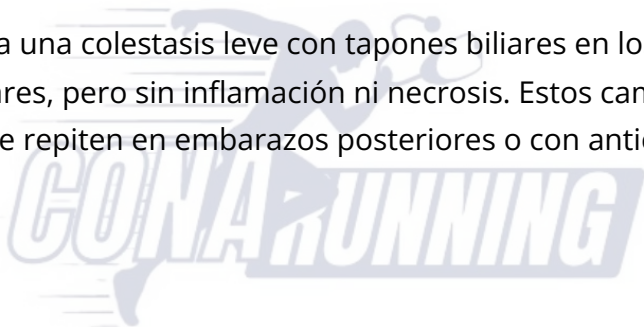 a una colestasis leve con tapones biliares en lo
ares, pero sin inflamación ni necrosis. Estos can
e repiten en embarazos posteriores o con antic
CONARUNNING